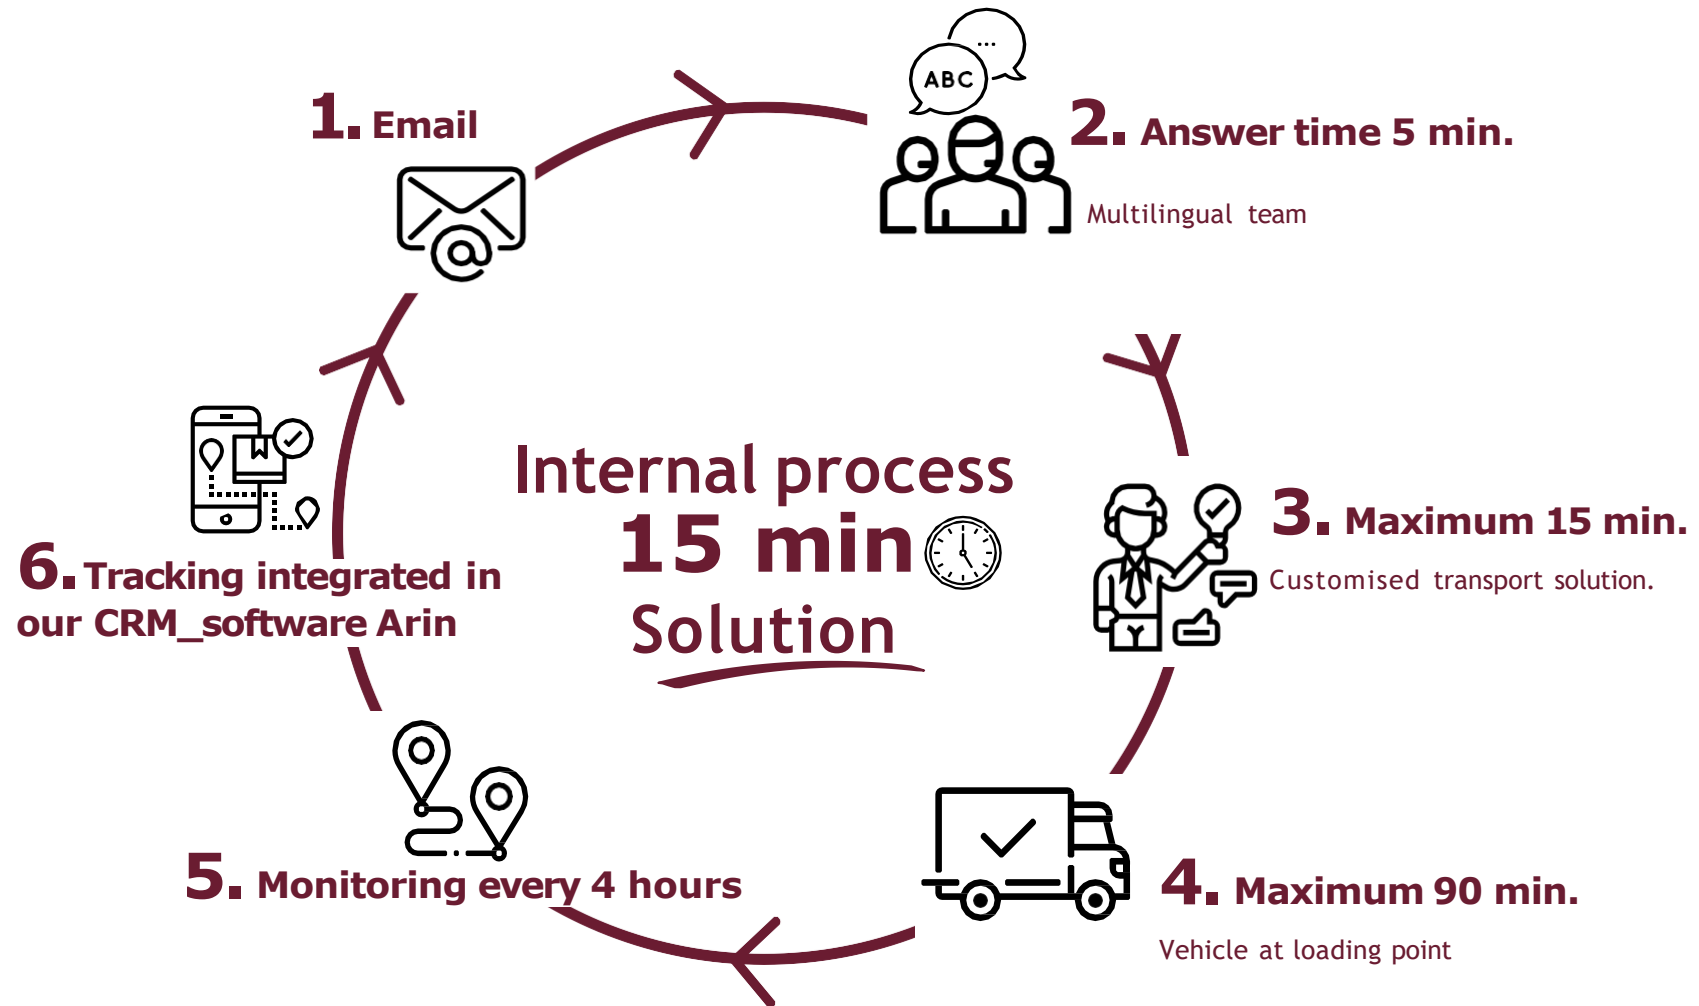 1. Email
ABC
...
2. Answer time 5 min.
Multilingual team
Internal process
15 min
Solution
3. Maximum 15 min.
Customised transport solution.
4. Maximum 90 min.
Vehicle at loading point
5. Monitoring every 4 hours
6. Tracking integrated in
our CRM_software Arin